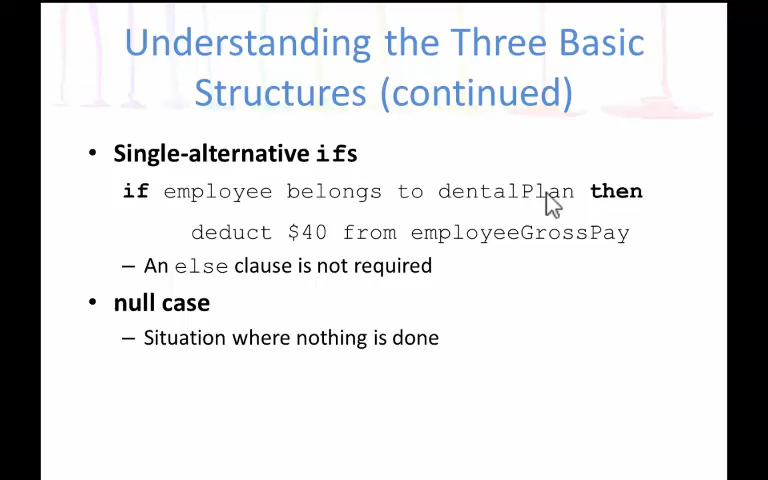 Understanding the Three Basic
Structures (continued)
• Single-alternative ifs
if employee belongs to dentalPlan then
deduct $40 from employeeGrossPay
– An else clause is not required
• null case
– Situation where nothing is done